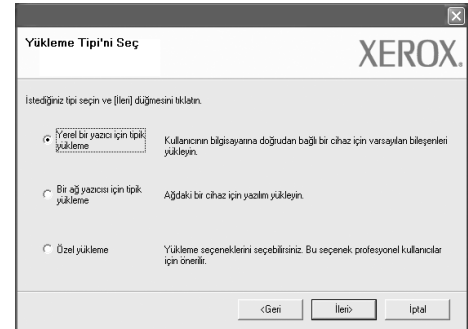 Yükleme Tipi'ni Seç
XEROX.
İstediğiniz tipi seçin ve [İleri] düğmesini tıklatın.
Yerel bir yazıcı için tipik
yükleme
Kullanıcının bilgisayarına doğrudan bağlı bir cihaz için varsayılan bileşenleri
yükleyin.
Bir ağ yazıcısı için tipik
yükleme
Ağdaki bir cihaz için yazılım yükleyin.
Özel yükleme
Yükleme seçeneklerini seçebilirsiniz. Bu seçenek profesyonel kullanıcılar
için önerilir.
<Geri
İleri>
İptal